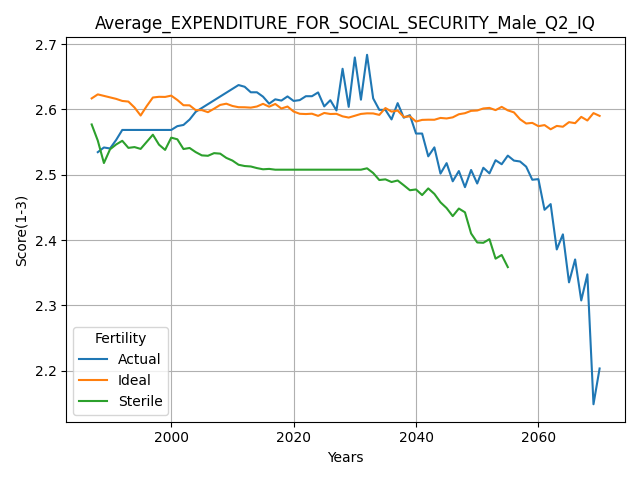 Average_EXPENDITURE_FOR_SOCIAL_SECURITY_Male_Q2_IQ
Score(1-3)
2.7
2.6
2.5
2.4
2.3
2.2
Fertility
Actual
Ideal
Sterile
2000
2020
2040
2060
Years